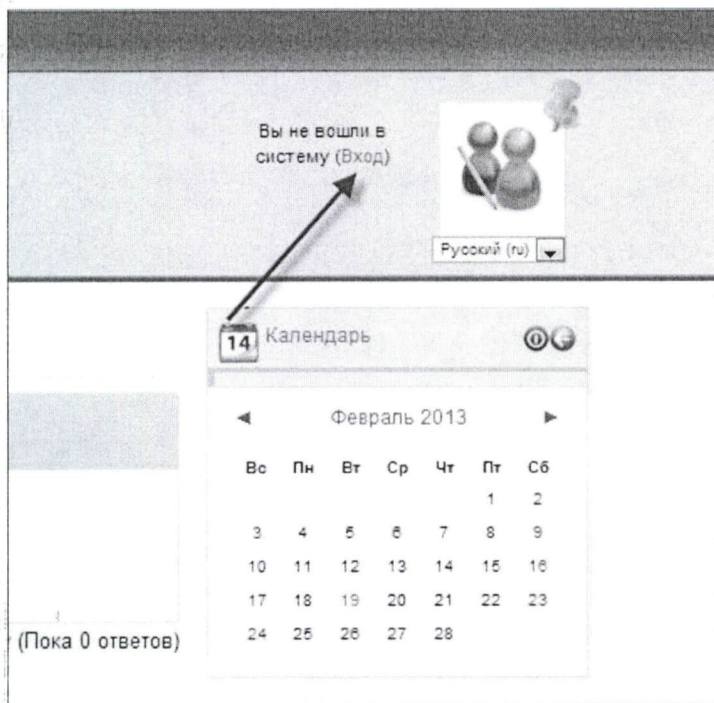 Вы не вошли в
систему (Вход)
Русский (ru)
14 Календарь
Февраль 2013
Вс Пн Вт Ср Чт Пт Сб
1 2
3 4 5 6 7 8 9
10 11 12 13 14 15 16
17 18 19 20 21 22 23
24 25 26 27 28
(Пока 0 ответов)